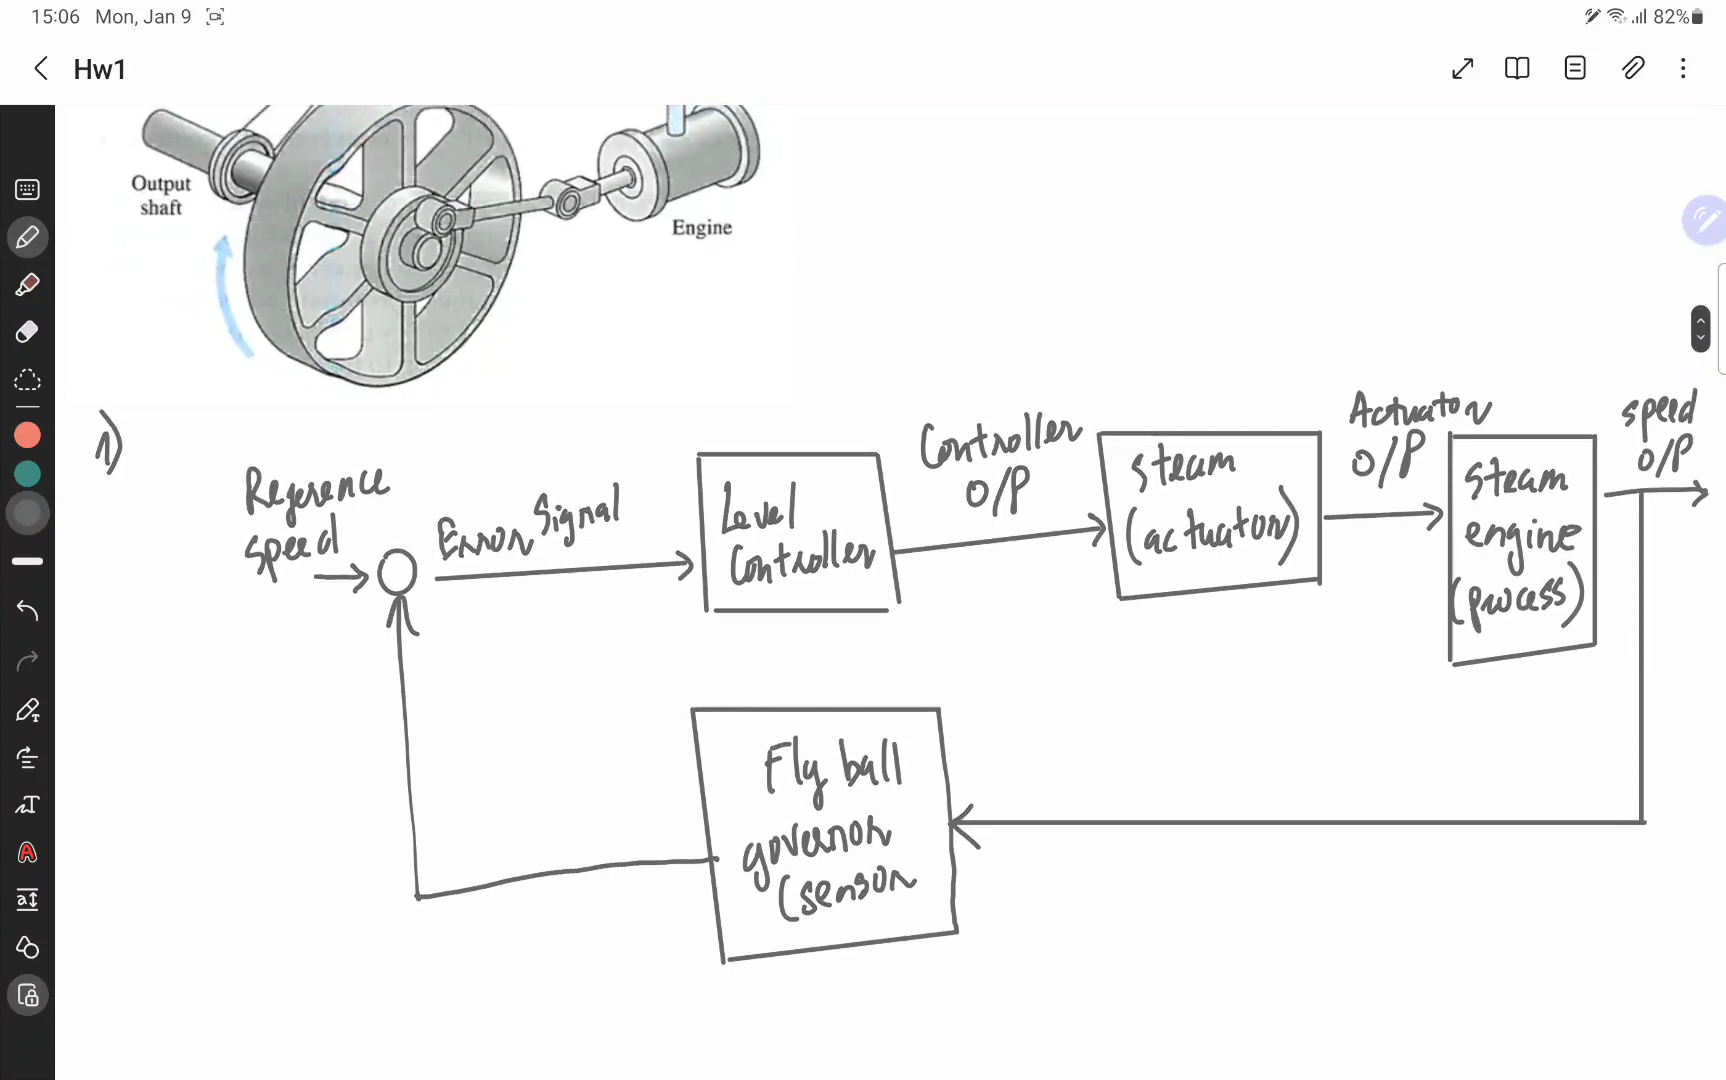 15:06 Mon, Jan 9
82%
Hw1
Output
shaft
Engine
1)
Reference
speed
Error Signal
Level
Controller
Controller
O/P
Steam
(actuator)
Actuator
O/P
Steam
engine
(process)
speed
O/P
Fly ball
governor
(sensor